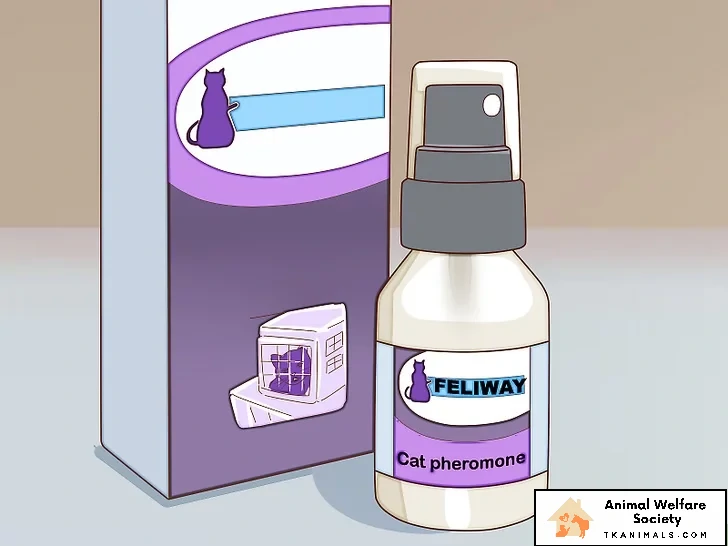 FELIWAY
Cat pheromone
Animal Welfare
Society
TKANIMALS.COM